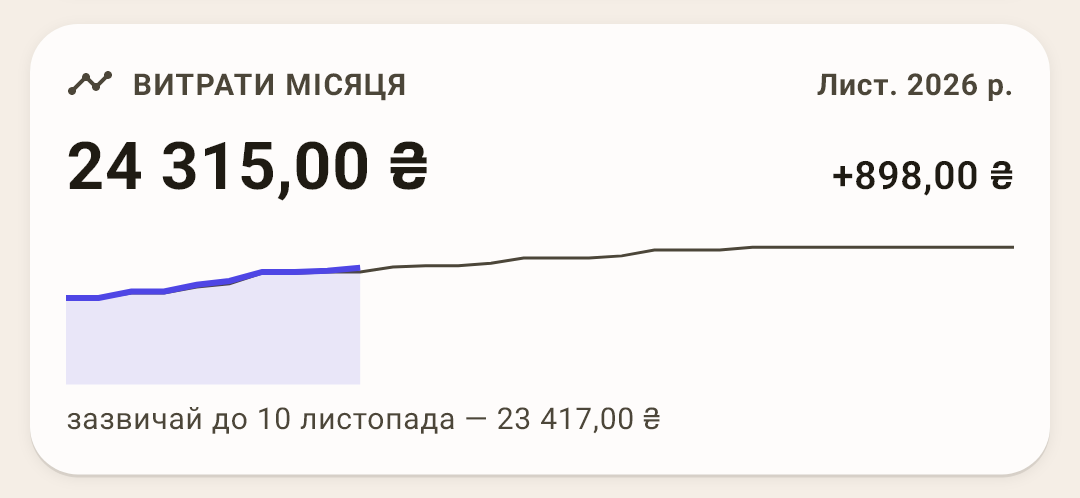 ВИТРАТИ МІСЯЦЯ
Лист. 2026 р.
24 315,00 ₴
+898,00 ₴
зазвичай до 10 листопада — 23 417,00 ₴